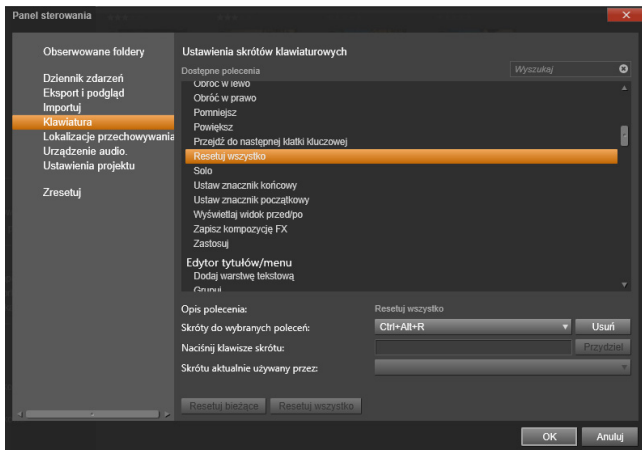 Panel sterowania
Obserwowane foldery
Dziennik zdarzeń
Eksport i podgląd
Importuj
Klawiatura
Lokalizacje przechowywania
Urządzenie audio.
Ustawienia projektu
Zresetuj
Ustawienia skrótów klawiaturowych
Dostępne polecenia
Wyszukaj
Obróć w lewo
Obróć w prawo
Pomniejsz
Powiększ
Przejdź do następnej klatki kluczowej
Resetuj wszystko
Solo
Ustaw znacznik końcowy
Ustaw znacznik początkowy
Wyświetlaj widok przed/po
Zapisz kompozycję FX
Zastosuj
Edytor tytułów/menu
Dodaj warstwę tekstową
Grupuj
Opis polecenia: Resetuj wszystko
Skróty do wybranych poleceń: Ctrl+Alt+R Usuń
Naciśnij klawisze skrótu: Przydziel
Skrótu aktualnie używany przez:
Resetuj bieżące Resetuj wszystko
OK Anuluj